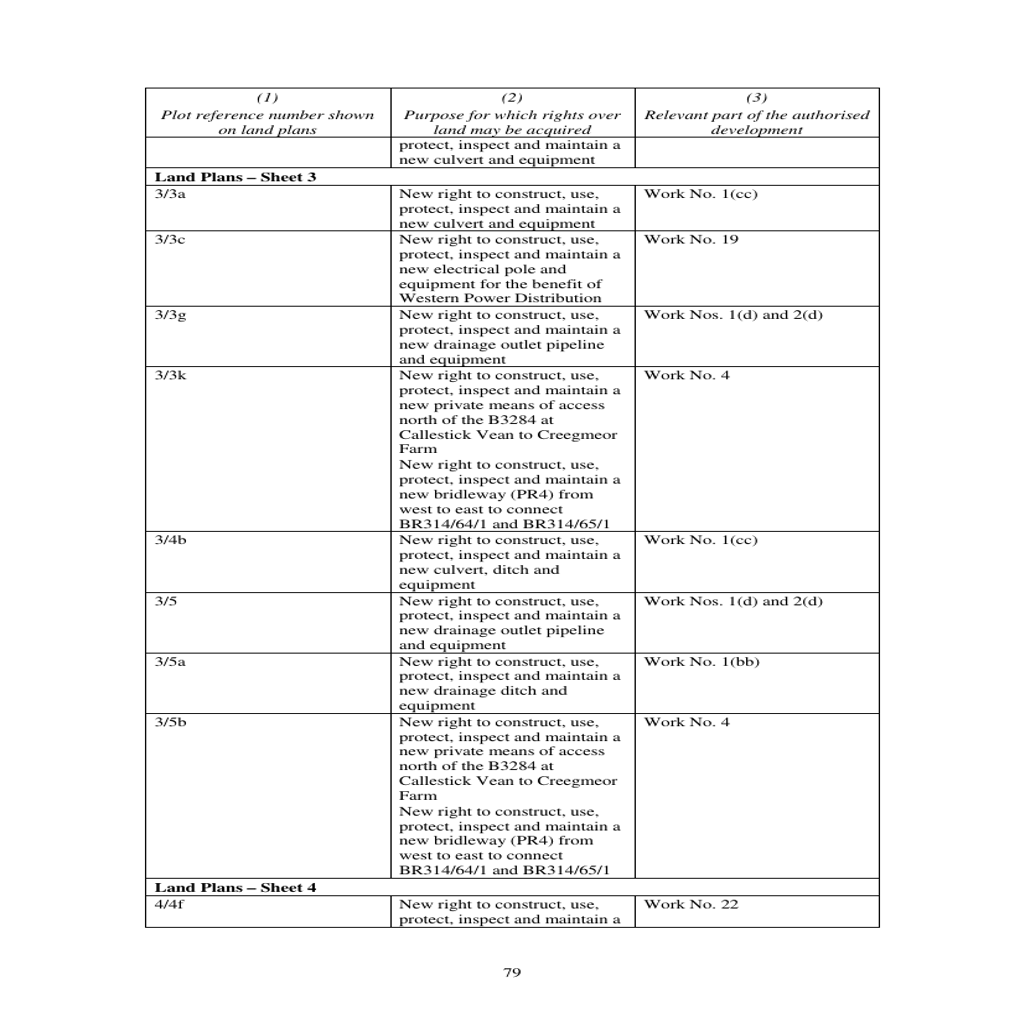 (1)
Plot reference number shown
on land plans
(2)
Purpose for which rights over
land may be acquired
(3)
Relevant part of the authorised
development
protect, inspect and maintain a
new culvert and equipment
Land Plans – Sheet 3
3/3a
New right to construct, use,
protect, inspect and maintain a
new culvert and equipment
Work No. 1(cc)
3/3c
New right to construct, use,
protect, inspect and maintain a
new electrical pole and
equipment for the benefit of
Western Power Distribution
Work No. 19
3/3g
New right to construct, use,
protect, inspect and maintain a
new drainage outlet pipeline
and equipment
Work Nos. 1(d) and 2(d)
3/3k
New right to construct, use,
protect, inspect and maintain a
new private means of access
north of the B3284 at
Callestick Vean to Creegmeor
Farm
New right to construct, use,
protect, inspect and maintain a
new bridleway (PR4) from
west to east to connect
BR314/64/1 and BR314/65/1
Work No. 4
3/4b
New right to construct, use,
protect, inspect and maintain a
new culvert, ditch and
equipment
Work No. 1(cc)
3/5
New right to construct, use,
protect, inspect and maintain a
new drainage outlet pipeline
and equipment
Work Nos. 1(d) and 2(d)
3/5a
New right to construct, use,
protect, inspect and maintain a
new drainage ditch and
equipment
Work No. 1(bb)
3/5b
New right to construct, use,
protect, inspect and maintain a
new private means of access
north of the B3284 at
Callestick Vean to Creegmeor
Farm
New right to construct, use,
protect, inspect and maintain a
new bridleway (PR4) from
west to east to connect
BR314/64/1 and BR314/65/1
Work No. 4
Land Plans – Sheet 4
4/4f
New right to construct, use,
protect, inspect and maintain a
Work No. 22
79